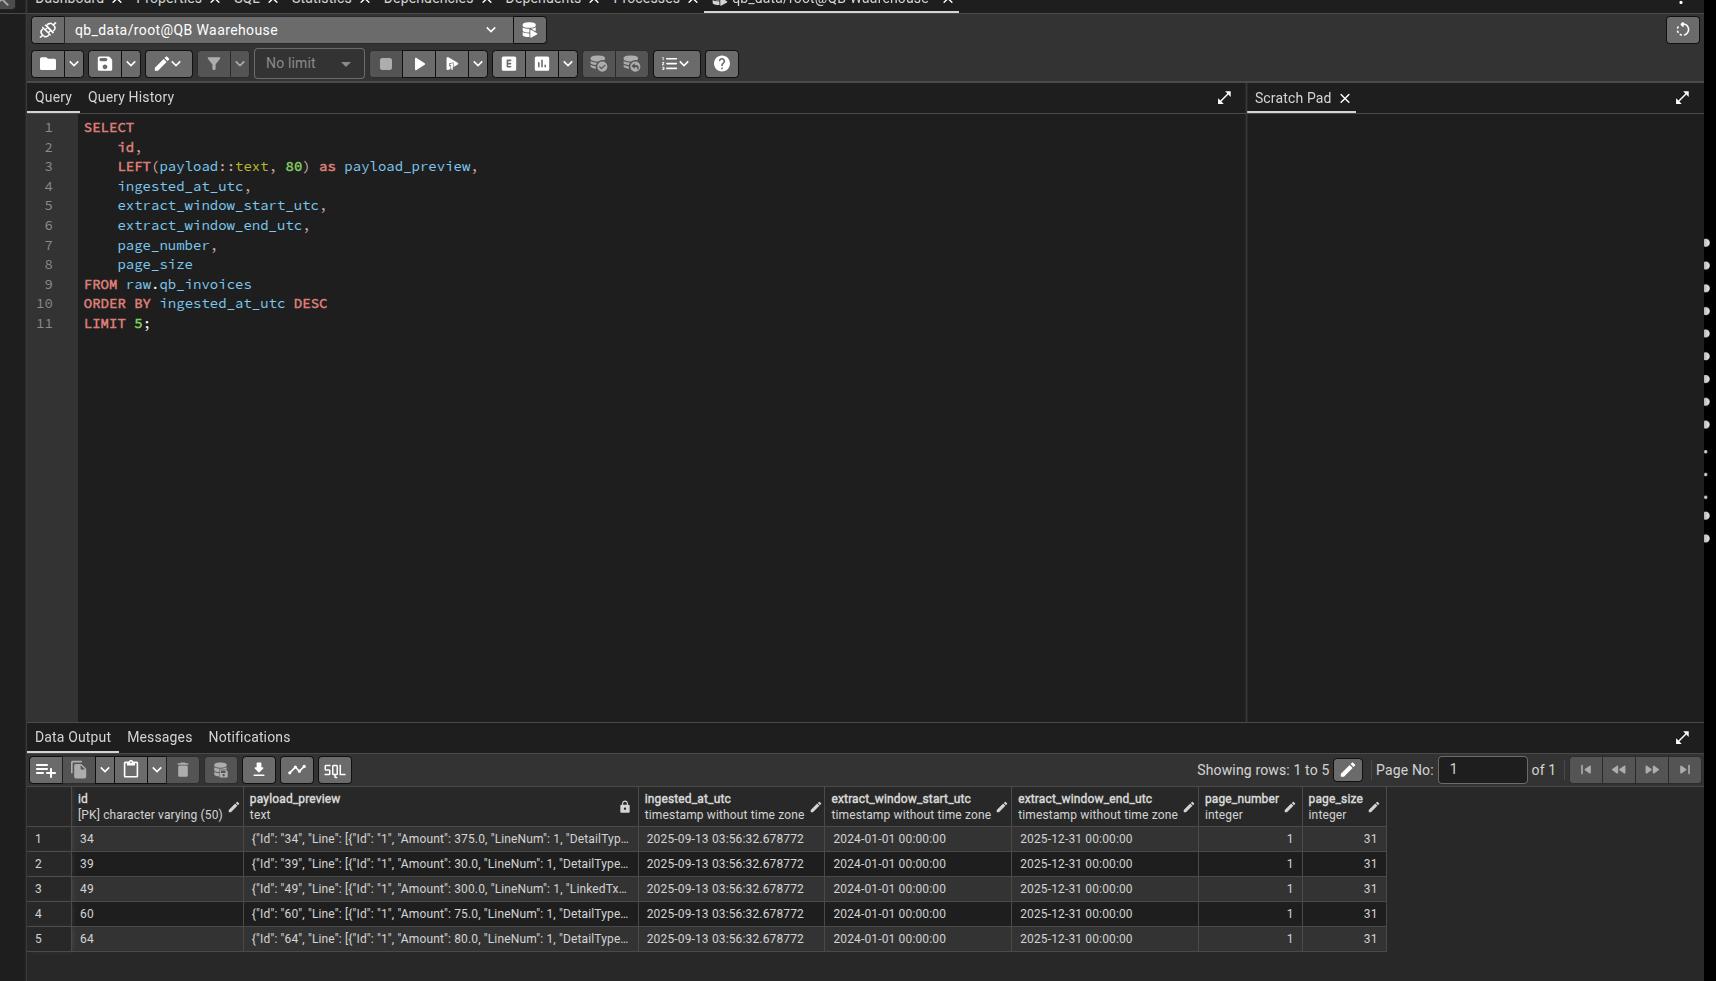 Dashboard Properties SQL Statistics Dependencies Dependents Processes qb_data/root@QB Waarehouse
qb_data/root@QB Waarehouse
No limit
E
Query Query History
Scratch Pad
1 SELECT
2 id,
3 LEFT(payload::text, 80) as payload_preview,
4 ingested_at_utc,
5 extract_window_start_utc,
6 extract_window_end_utc,
7 page_number,
8 page_size
9 FROM raw.qb_invoices
10 ORDER BY ingested_at_utc DESC
11 LIMIT 5;
Data Output Messages Notifications
SQL
Showing rows: 1 to 5 Page No: 1 of 1
id payload_preview ingested_at_utc extract_window_start_utc extract_window_end_utc page_number page_size
[PK] character varying (50) text timestamp without time zone timestamp without time zone timestamp without time zone integer integer
1 34 {"Id": "34", "Line": [{"Id": "1", "Amount": 375.0, "LineNum": 1, "DetailTyp... 2025-09-13 03:56:32.678772 2024-01-01 00:00:00 2025-12-31 00:00:00 1 31
2 39 {"Id": "39", "Line": [{"Id": "1", "Amount": 30.0, "LineNum": 1, "DetailType... 2025-09-13 03:56:32.678772 2024-01-01 00:00:00 2025-12-31 00:00:00 1 31
3 49 {"Id": "49", "Line": [{"Id": "1", "Amount": 300.0, "LineNum": 1, "LinkedTx... 2025-09-13 03:56:32.678772 2024-01-01 00:00:00 2025-12-31 00:00:00 1 31
4 60 {"Id": "60", "Line": [{"Id": "1", "Amount": 75.0, "LineNum": 1, "DetailType... 2025-09-13 03:56:32.678772 2024-01-01 00:00:00 2025-12-31 00:00:00 1 31
5 64 {"Id": "64", "Line": [{"Id": "1", "Amount": 80.0, "LineNum": 1, "DetailType... 2025-09-13 03:56:32.678772 2024-01-01 00:00:00 2025-12-31 00:00:00 1 31